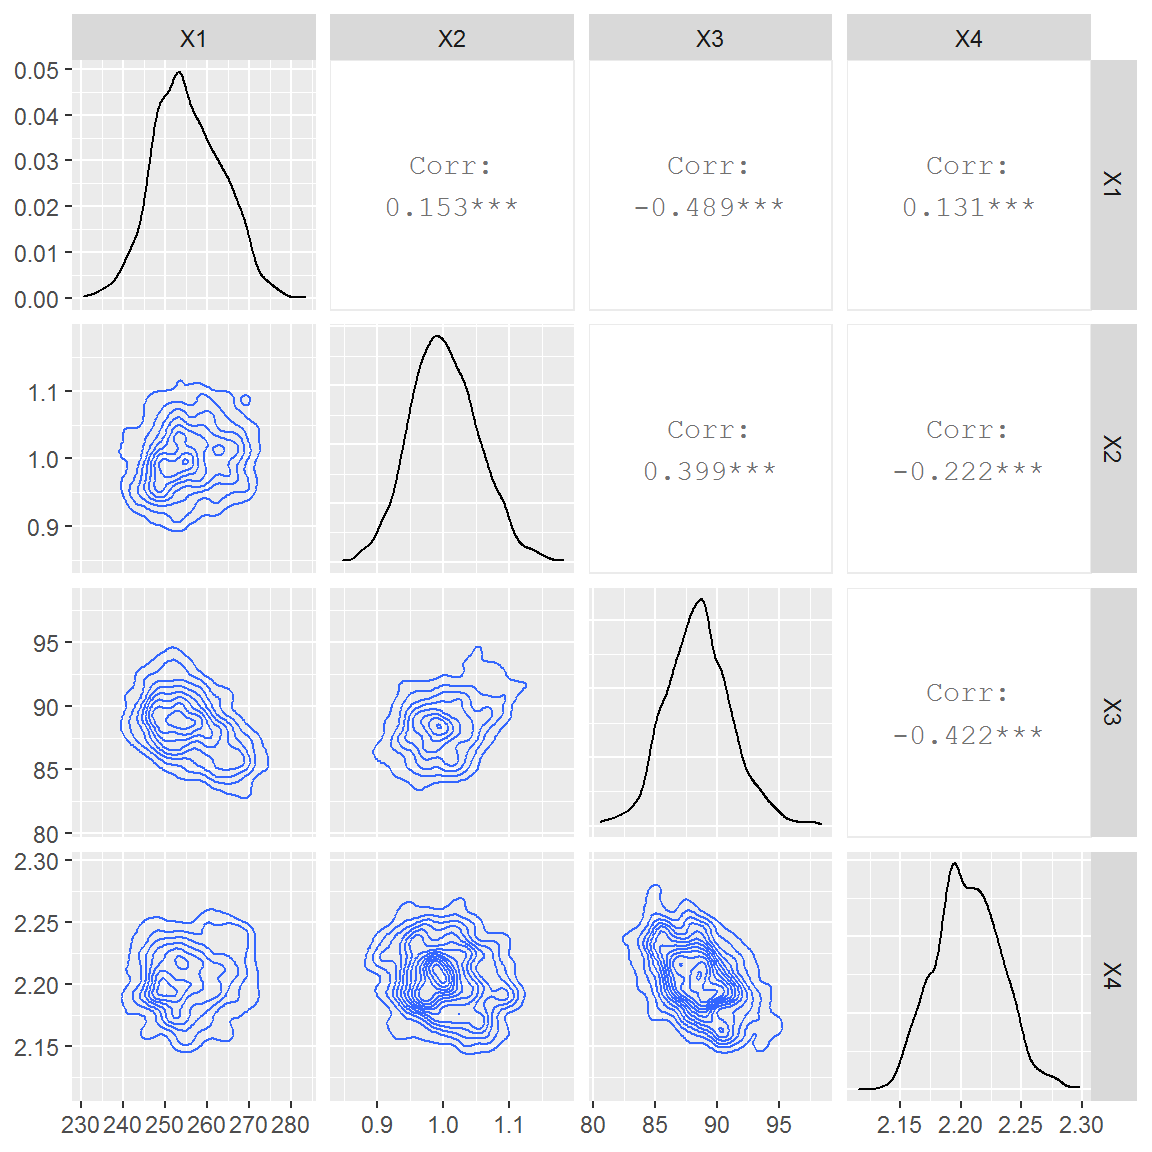 X1 X2 X3 X4
0.05
0.04
0.03
0.02
0.01
0.00
Corr:
0.153***
Corr:
-0.489***
Corr:
0.131***
X1
1.1
1.0
0.9
Corr:
0.399***
Corr:
-0.222***
X2
95
90
85
80
Corr:
-0.422***
X3
2.30
2.25
2.20
2.15
X4
230 240 250 260 270 280
0.9 1.0 1.1
80 85 90 95
2.15 2.20 2.25 2.30